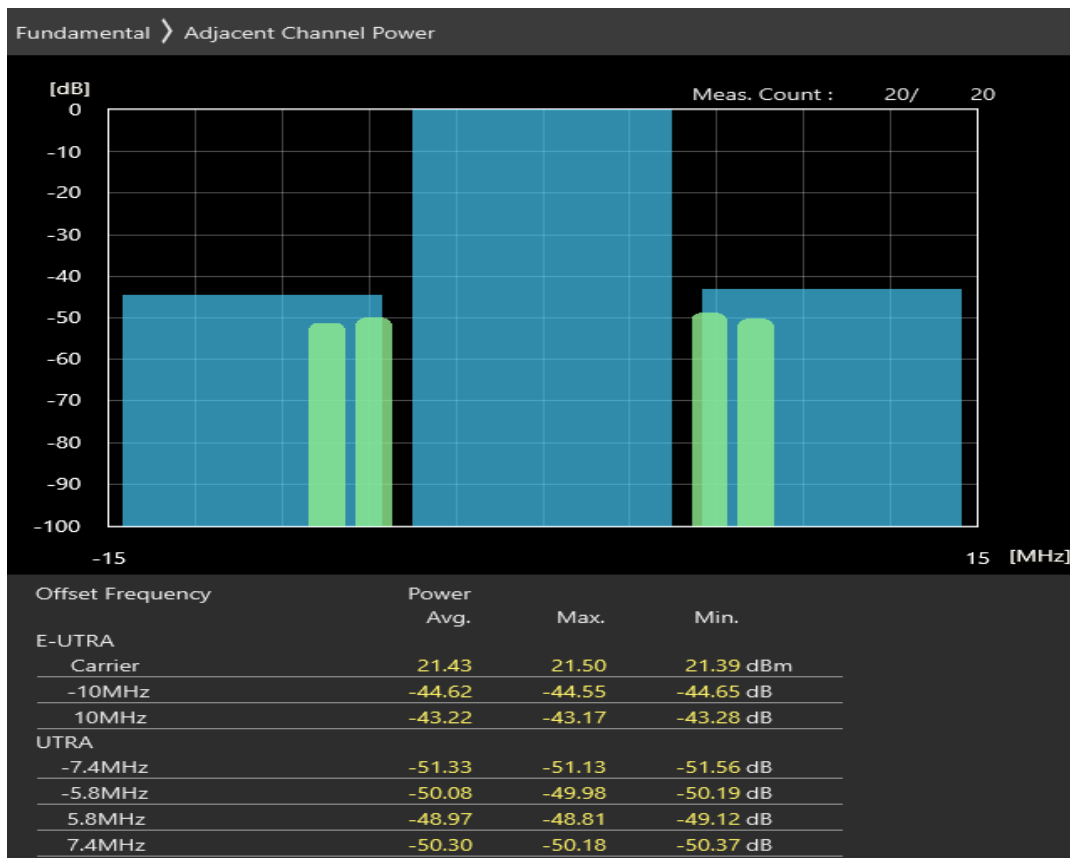 Fundamental 》 Adjacent Channel Power
[dB]
Meas. Count : 20/ 20
0
-10
-20
-30
-40
-50
-60
-70
-80
-90
-100
-15 15 [MHz]
Offset Frequency Power
Avg. Max. Min.
E-UTRA
Carrier 21.43 21.50 21.39 dBm
-10MHz -44.62 -44.55 -44.65 dB
10MHz -43.22 -43.17 -43.28 dB
UTRA
-7.4MHz -51.33 -51.13 -51.56 dB
-5.8MHz -50.08 -49.98 -50.19 dB
5.8MHz -48.97 -48.81 -49.12 dB
7.4MHz -50.30 -50.18 -50.37 dB